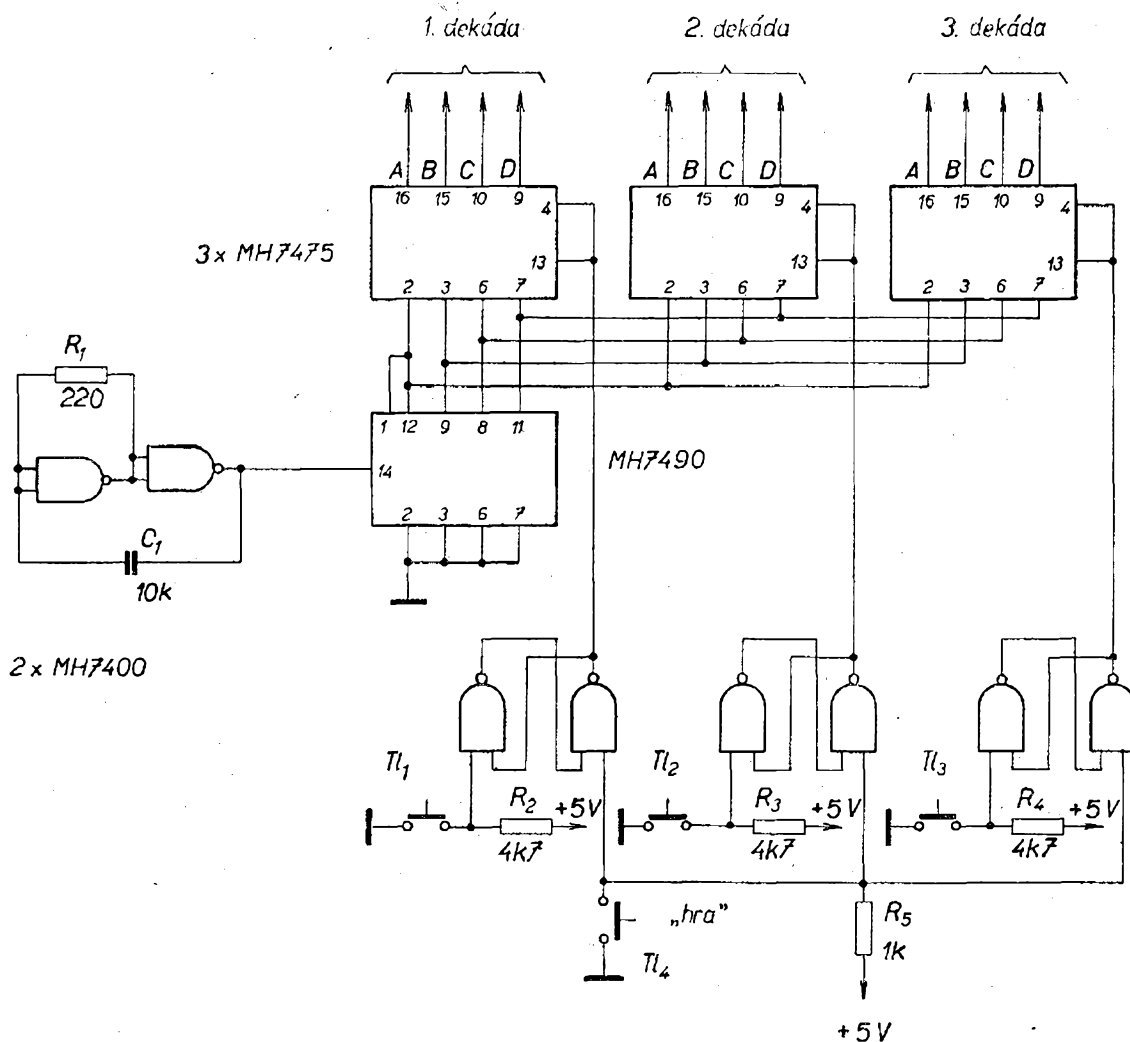 1. dekáda 2. dekáda 3. dekáda
A B C D A B C D A B C D
16 15 10 9 16 15 10 9 16 15 10 9
4 4 4
3x MH7475
13 13 13
2 3 6 7 2 3 6 7 2 3 6 7
R1
220
1 12 9 8 11
MH7490
14
2 3 6 7
C1
10k
2x MH7400
Tl1 Tl2 Tl3
R2 +5V R3 +5V R4 +5V
4k7 4k7 4k7
„hra"
R5
1k
Tl4
+5V